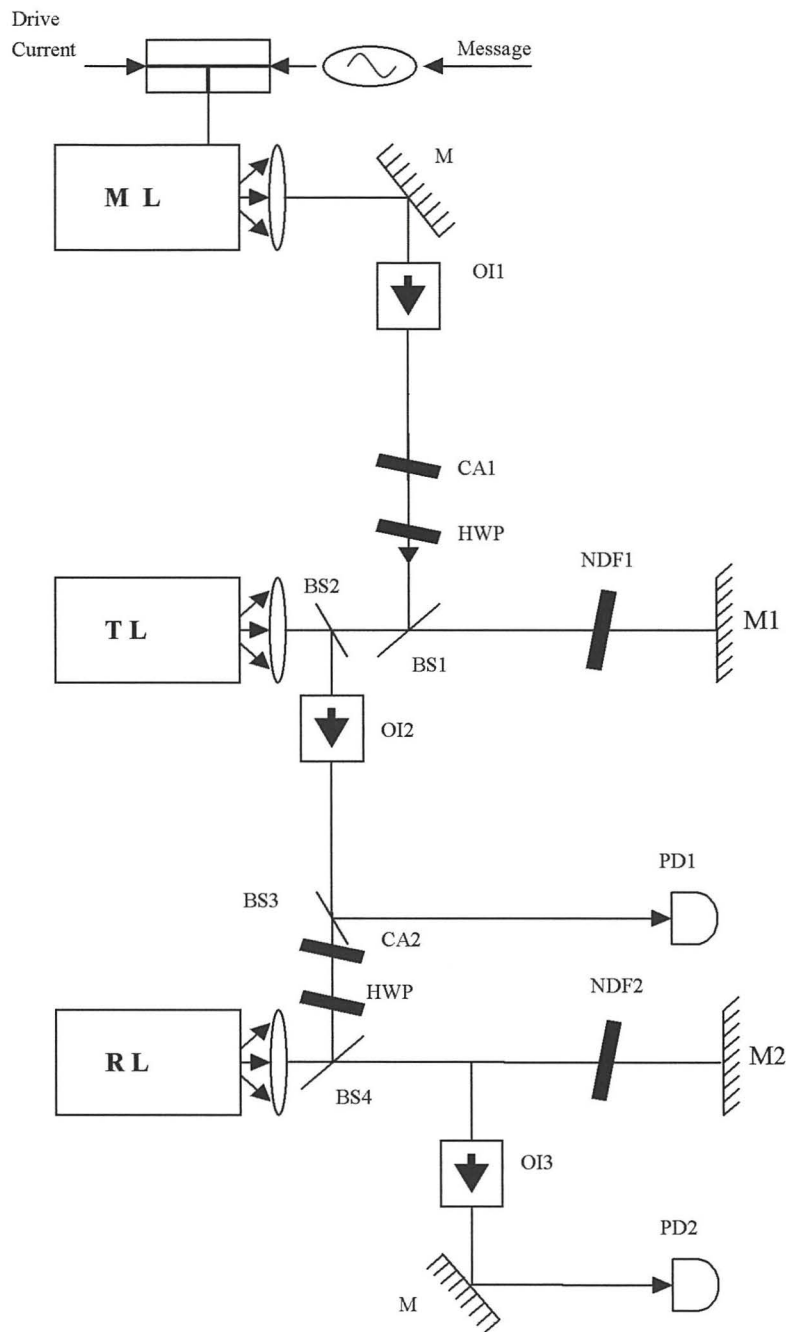 Drive
Current
Message
M L
M
OI1
CA1
HWP
NDF1
BS2
T L
M1
BS1
OI2
PD1
BS3
CA2
HWP
NDF2
R L
M2
BS4
OI3
PD2
M